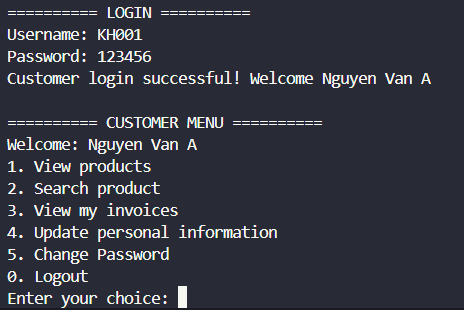 ========== LOGIN ==========
Username: KH001
Password: 123456
Customer login successful! Welcome Nguyen Van A
========== CUSTOMER MENU ==========
Welcome: Nguyen Van A
1. View products
2. Search product
3. View my invoices
4. Update personal information
5. Change Password
0. Logout
Enter your choice: